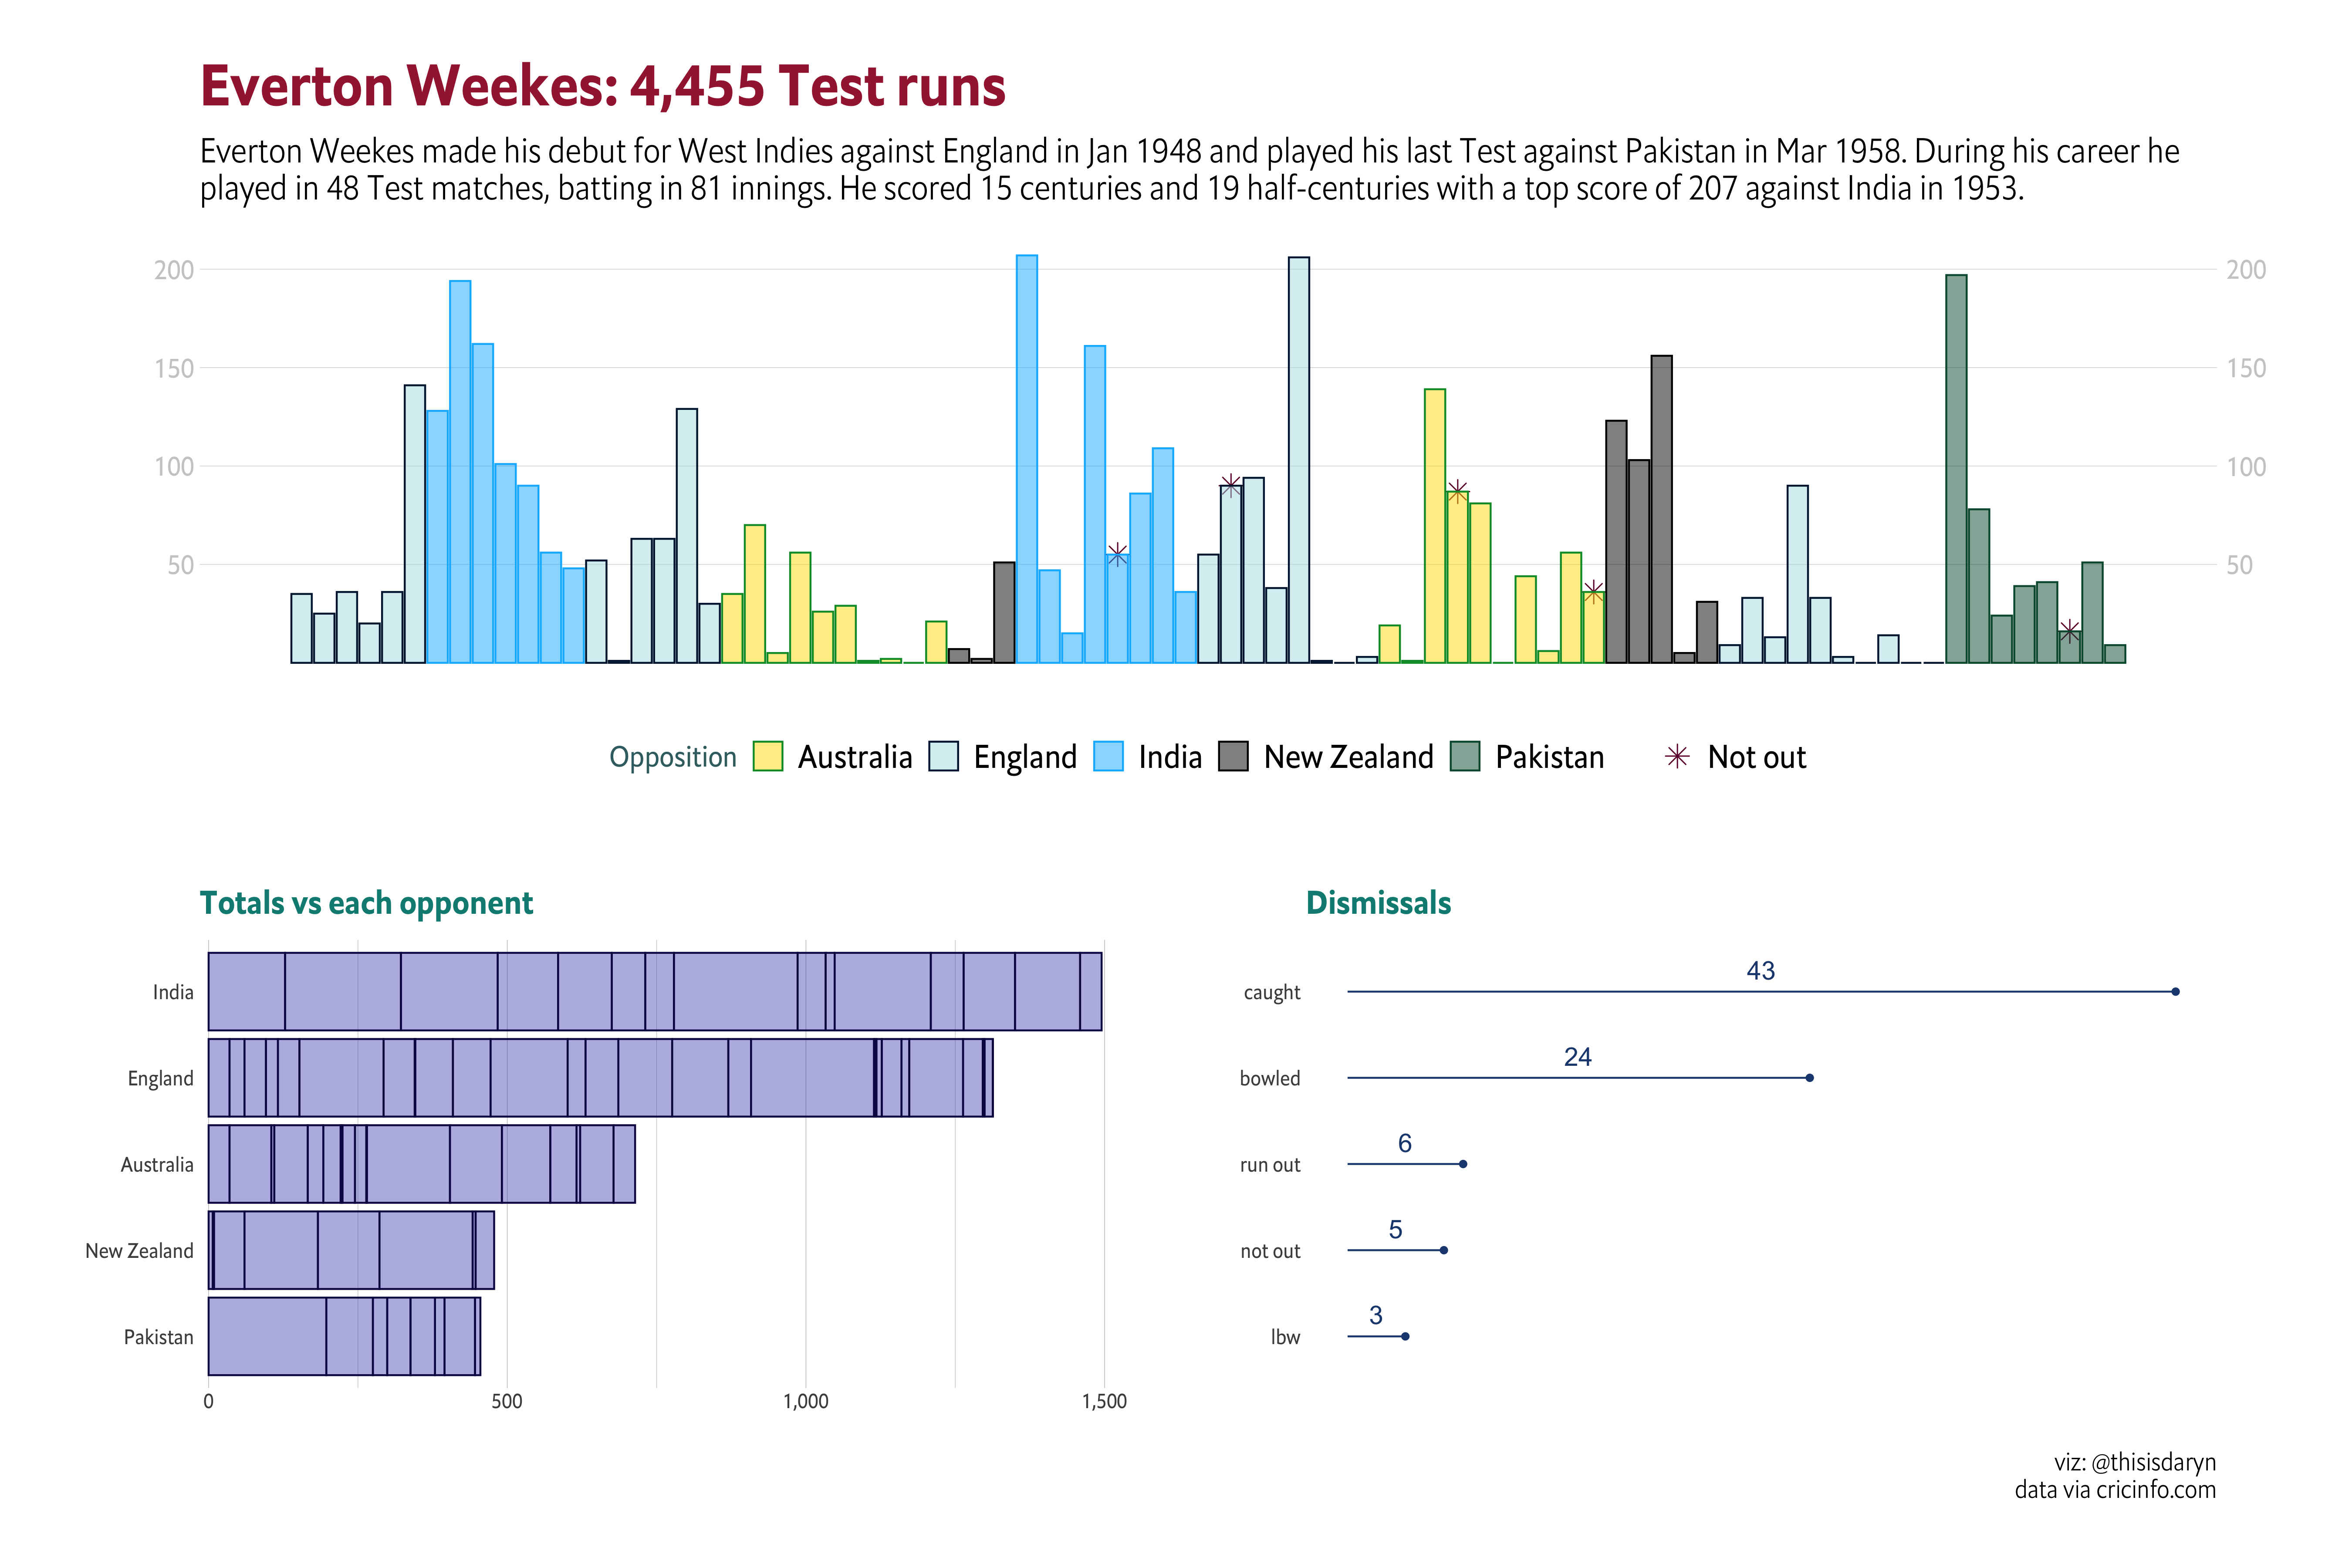 Everton Weekes: 4,455 Test runs
Everton Weekes made his debut for West Indies against England in Jan 1948 and played his last Test against Pakistan in Mar 1958. During his career he
played in 48 Test matches, batting in 81 innings. He scored 15 centuries and 19 half-centuries with a top score of 207 against India in 1953.
200 200
150 150
100 100
50 50
Opposition Australia England India New Zealand Pakistan Not out
Totals vs each opponent
India
England
Australia
New Zealand
Pakistan
0 500 1,000 1,500
Dismissals
caught 43
bowled 24
run out 6
not out 5
lbw 3
viz: @thisisdaryn
data via cricinfo.com